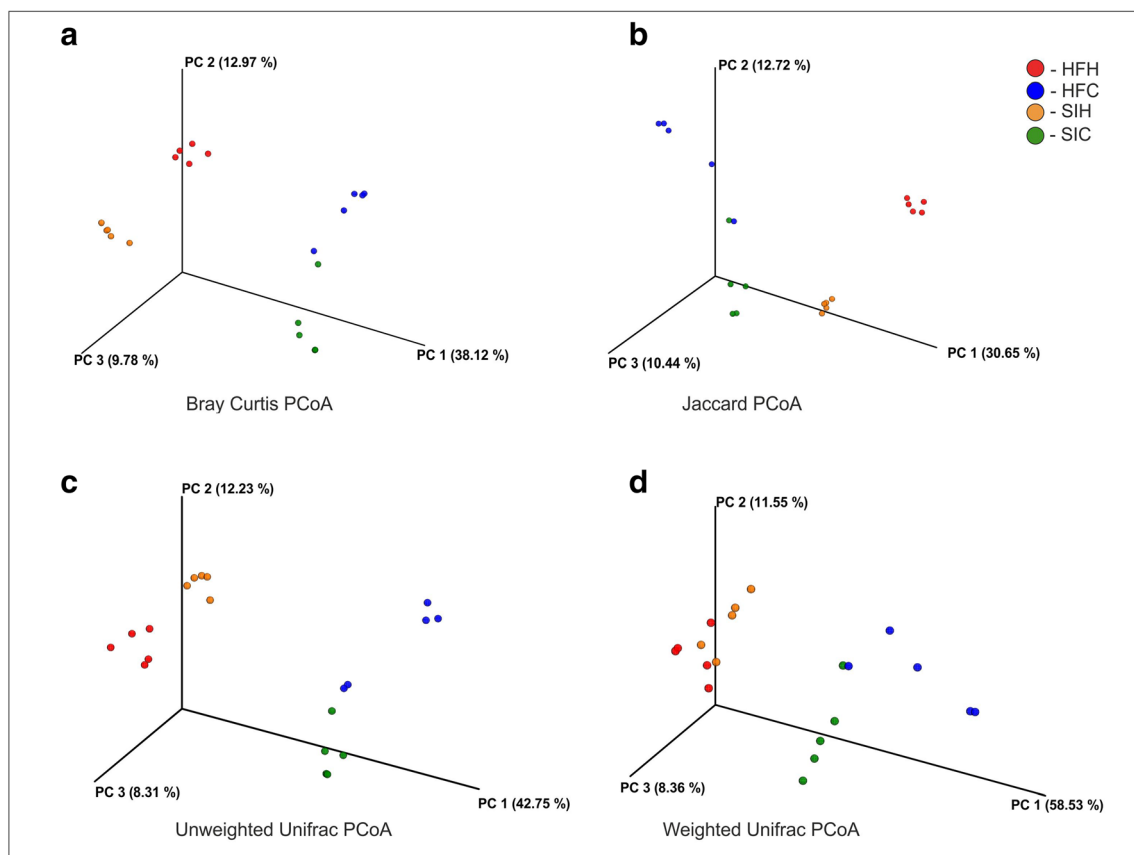 a
PC 2 (12.97 %)
PC 3 (9.78 %)
PC 1 (38.12 %)
Bray Curtis PCoA
b
PC 2 (12.72 %)
PC 3 (10.44 %)
PC 1 (30.65 %)
Jaccard PCoA
- HFH
- HFC
- SIH
- SIC
c
PC 2 (12.23 %)
PC 3 (8.31 %)
PC 1 (42.75 %)
Unweighted Unifrac PCoA
d
PC 2 (11.55 %)
PC 3 (8.36 %)
PC 1 (58.53 %)
Weighted Unifrac PCoA